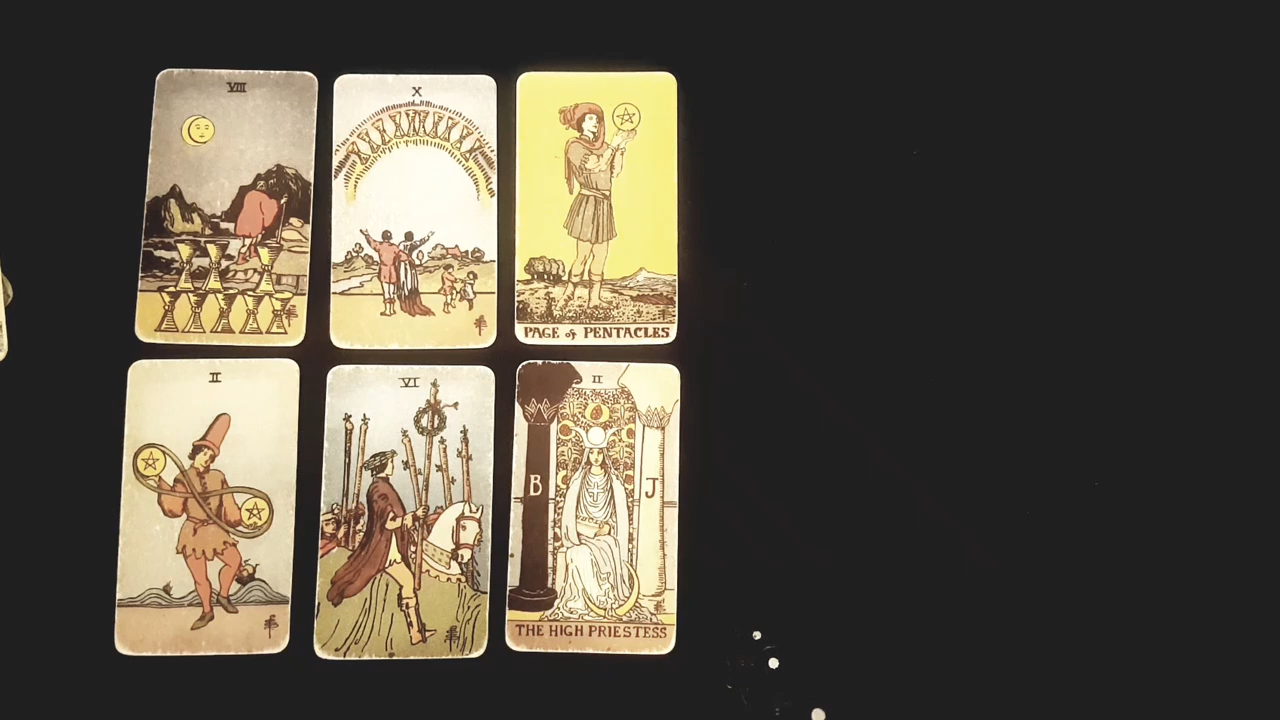 VIII
X
PAGE of PENTACLES
II
VI
II
B
J
THE HIGH PRIESTESS